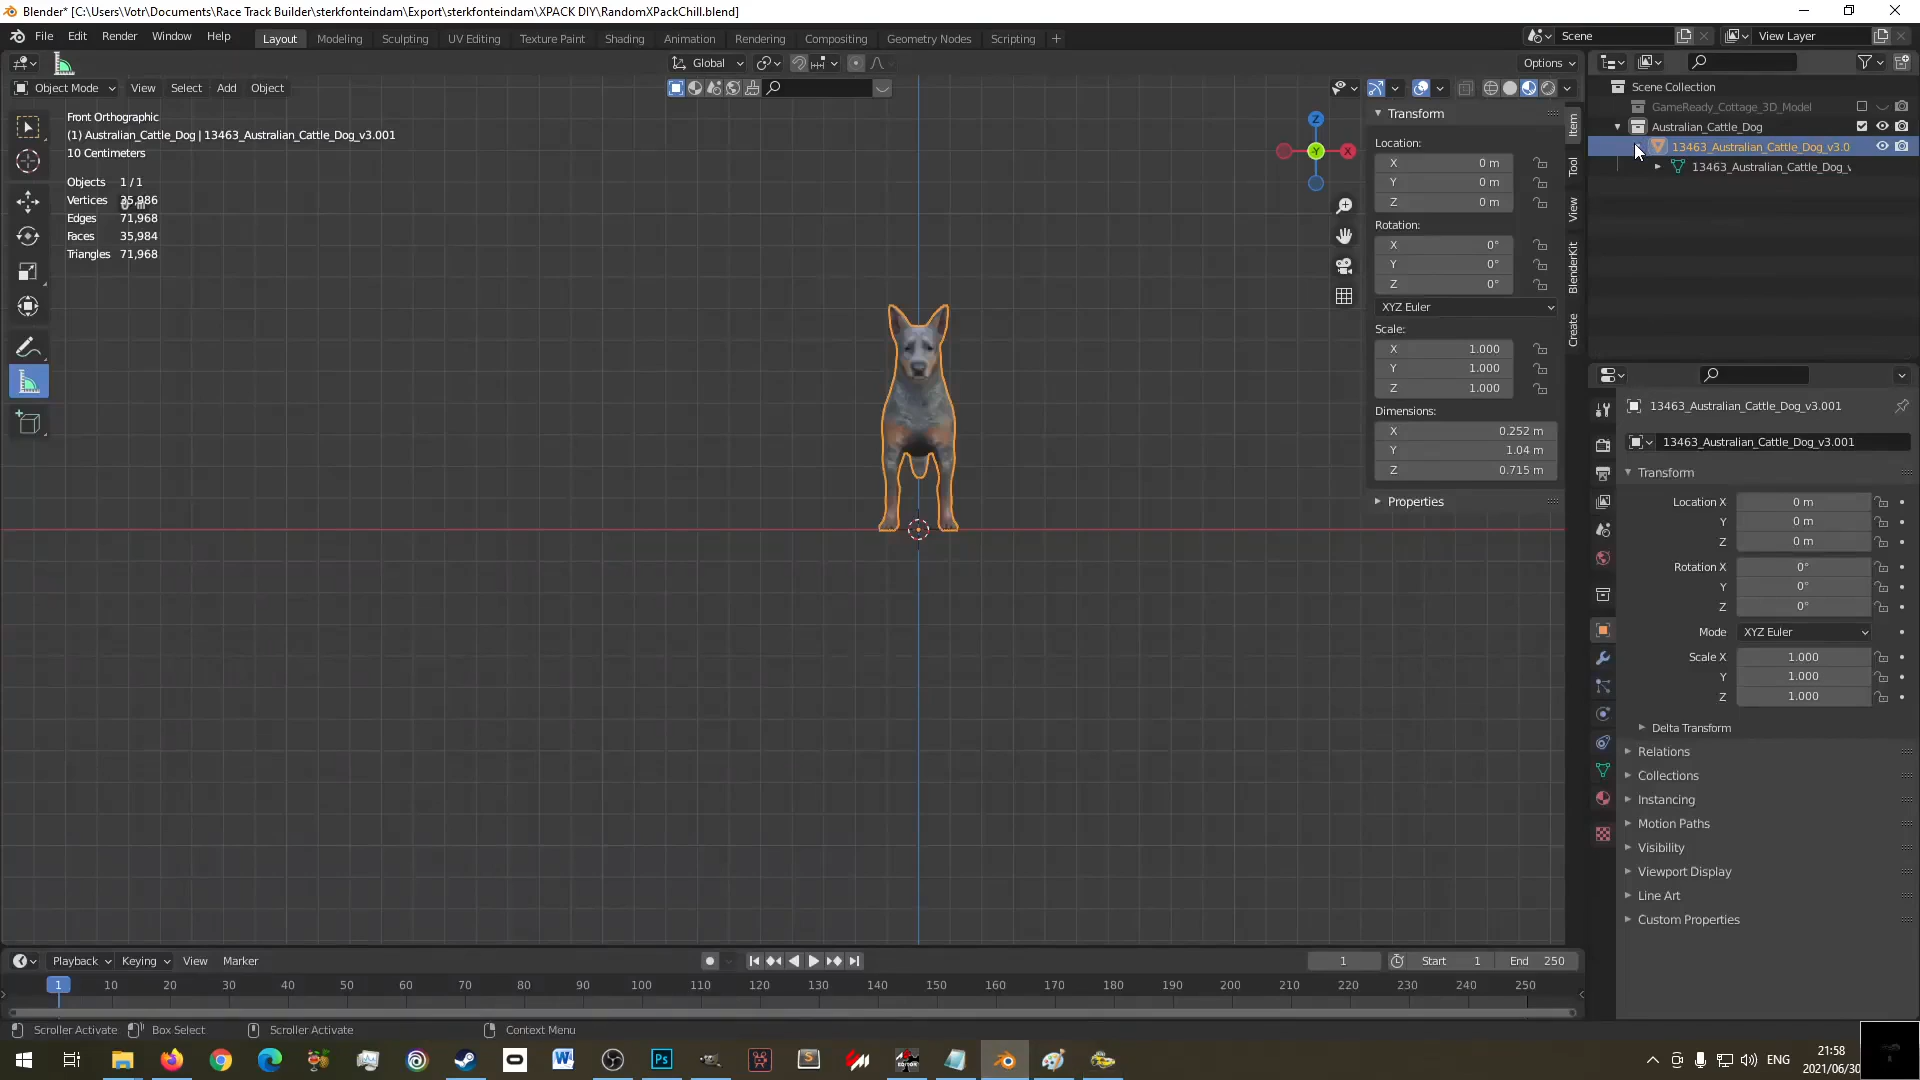 Blender* [C:\Users\Votr\Documents\Race Track Builder\sterkfonteindam\Export\sterkfonteindam\XPACK DIY\RandomXPackChill.blend]
File Edit Render Window Help Layout Modeling Sculpting UV Editing Texture Paint Shading Animation Rendering Compositing Geometry Nodes Scripting + Scene View Layer
Global Options
Object Mode View Select Add Object
Front Orthographic
(1) Australian_Cattle_Dog | 13463_Australian_Cattle_Dog_v3.001
10 Centimeters
Objects 1 / 1
Vertices 35,986
Edges 71,968
Faces 35,984
Triangles 71,968
Z
-Y X
Transform
Location:
X 0 m
Y 0 m
Z 0 m
Rotation:
X 0°
Y 0°
Z 0°
XYZ Euler
Scale:
X 1.000
Y 1.000
Z 1.000
Dimensions:
X 0.252 m
Y 1.04 m
Z 0.715 m
Properties
Item
Tool
View
BlenderKit
Create
Scene Collection
GameReady_Cottage_3D_Model
Australian_Cattle_Dog
13463_Australian_Cattle_Dog_v3.0
13463_Australian_Cattle_Dog_v
13463_Australian_Cattle_Dog_v3.001
13463_Australian_Cattle_Dog_v3.001
Transform
Location X 0 m
Y 0 m
Z 0 m
Rotation X 0°
Y 0°
Z 0°
Mode XYZ Euler
Scale X 1.000
Y 1.000
Z 1.000
Delta Transform
Relations
Collections
Instancing
Motion Paths
Visibility
Viewport Display
Line Art
Custom Properties
Playback Keying View Marker 1 Start 1 End 250
1 10 20 30 40 50 60 70 80 90 100 110 120 130 140 150 160 170 180 190 200 210 220 230 240 250
Scroller Activate Box Select Scroller Activate Context Menu
ENG
21:58
2021/06/30